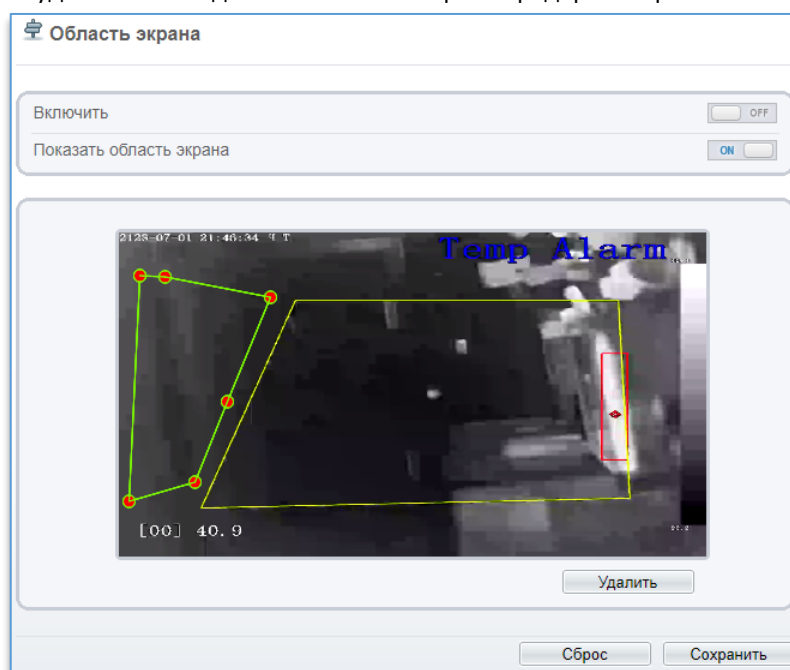 Область экрана
Включить
OFF
Показать область экрана
ON
2123-07-01 21:46:34 Ч Т
Temp Alarm
[00] 40.9
Удалить
Сброс
Сохранить